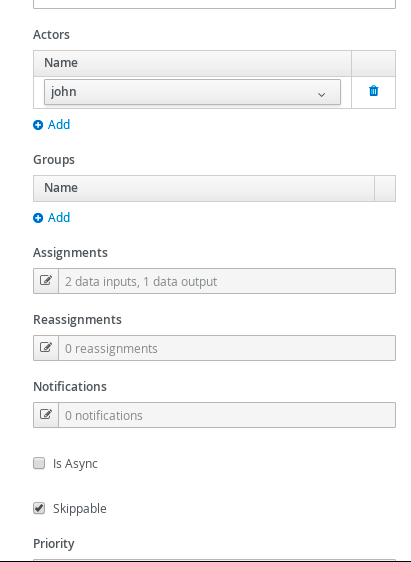 Actors
Name
john
Add
Groups
Name
Add
Assignments
2 data inputs, 1 data output
Reassignments
0 reassignments
Notifications
0 notifications
Is Async
Skippable
Priority